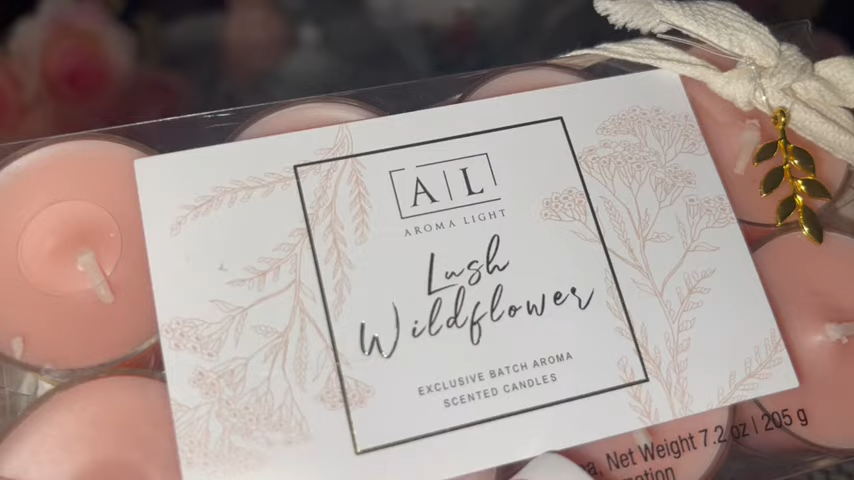 A L
AROMA LIGHT
Lush
Wildflower
EXCLUSIVE BATCH AROMA
SCENTED CANDLES
Net Weight 7.2 oz | 205 g